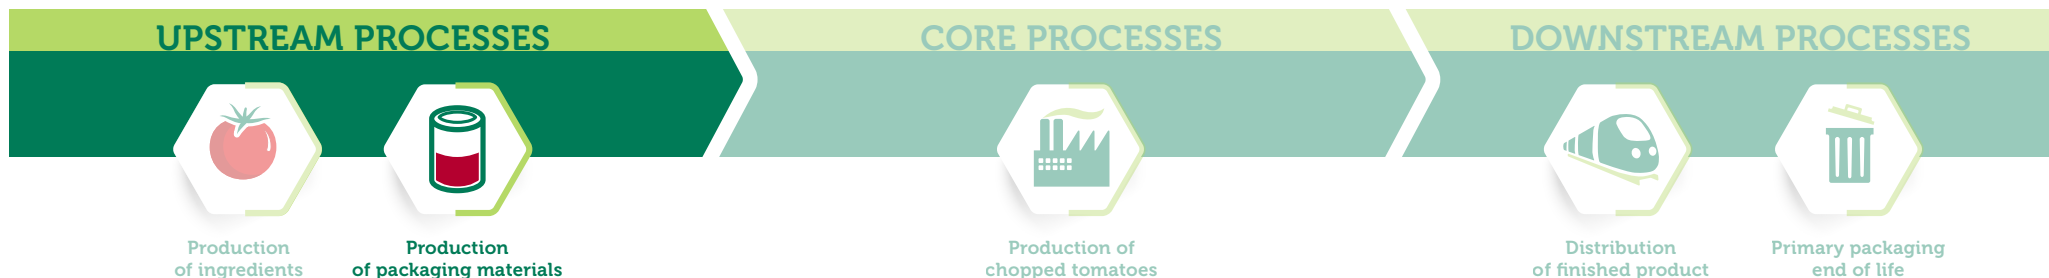 UPSTREAM PROCESSES
CORE PROCESSES
DOWNSTREAM PROCESSES
Production
of ingredients
Production
of packaging materials
Production of
chopped tomatoes
Distribution
of finished product
Primary packaging
end of life